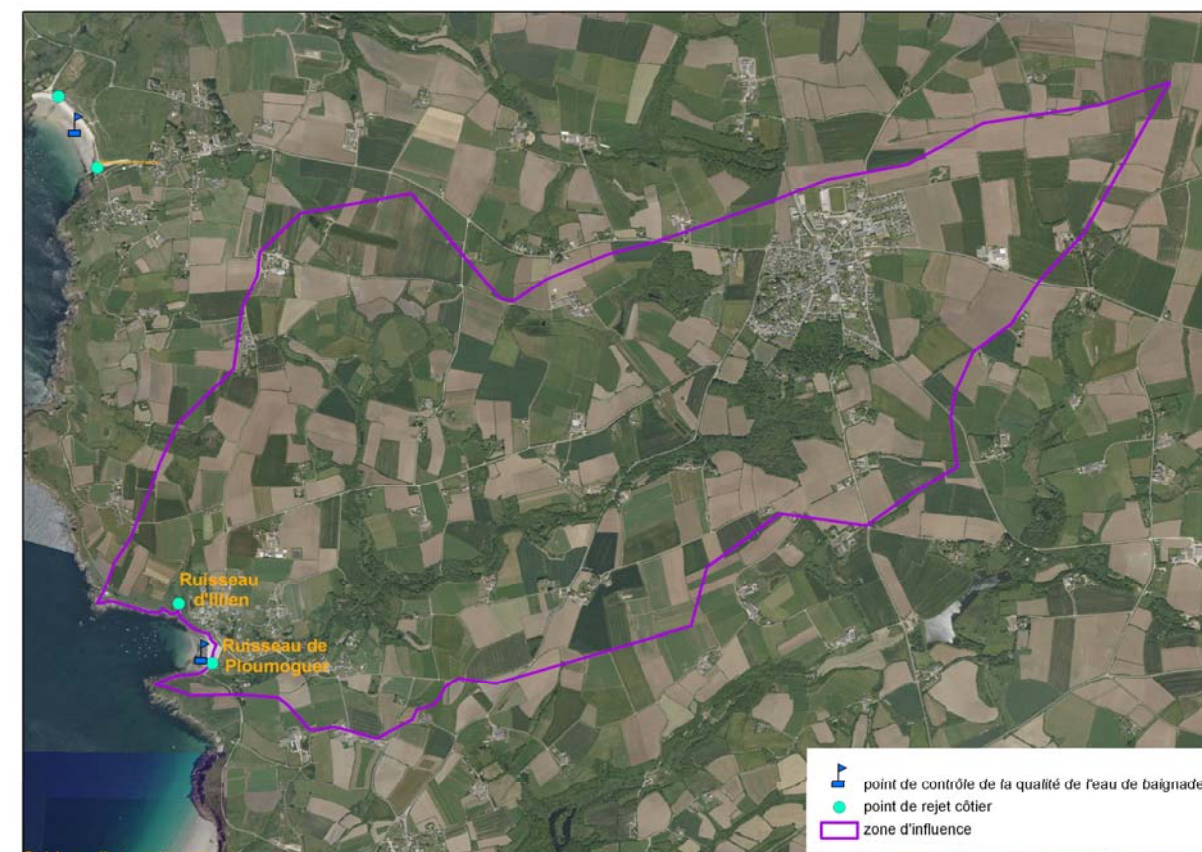 Ruisseau
d'Illien
Ruisseau de
Ploumoguer
point de contrôle de la qualité de l'eau de baignade
point de rejet côtier
zone d'influence